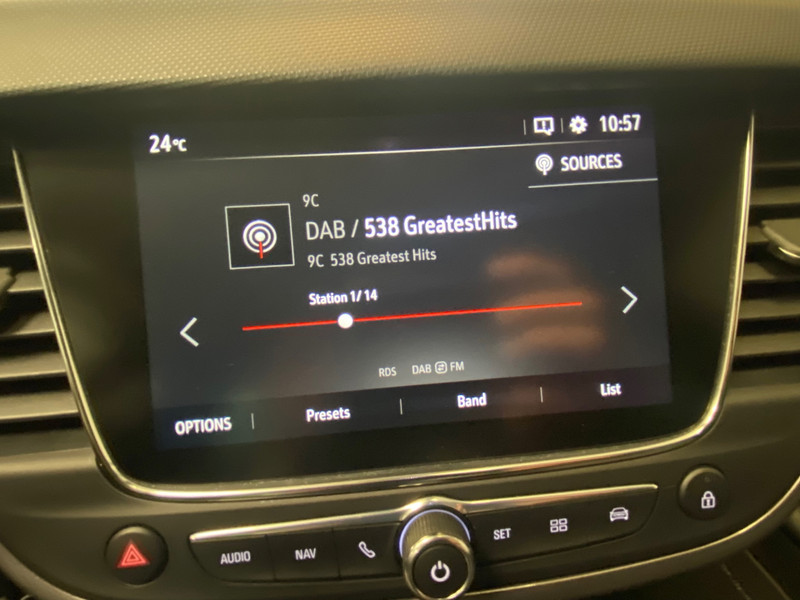 24°C
10:57
SOURCES
9C
DAB / 538 GreatestHits
9C 538 Greatest Hits
Station 1/14
RDS DAB FM
OPTIONS Presets Band List
AUDIO NAV SET